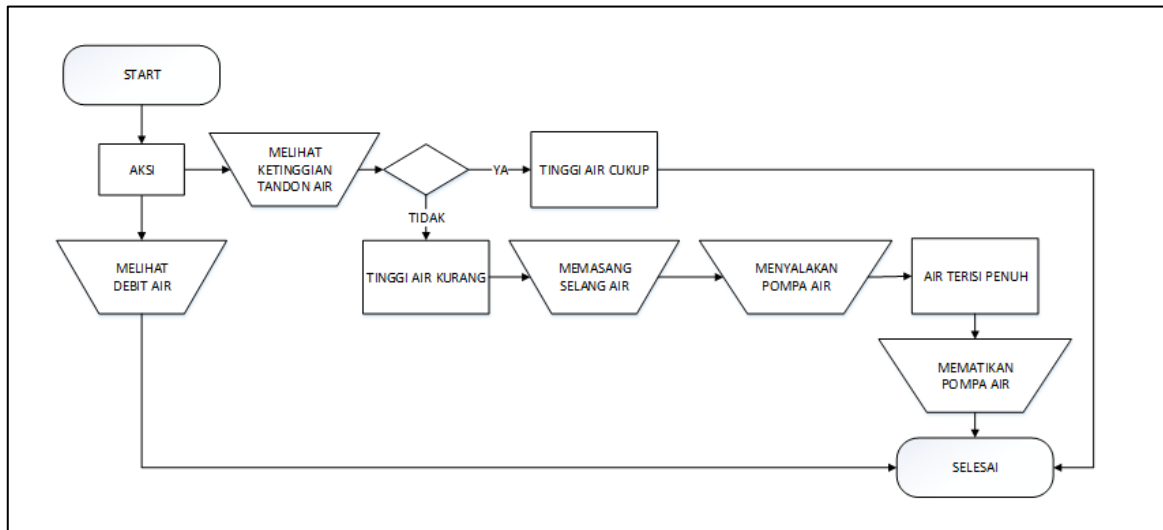 START
AKSI
MELIHAT
KETINGGIAN
TANDON AIR
YA
TINGGI AIR CUKUP
TIDAK
MELIHAT
DEBIT AIR
TINGGI AIR KURANG
MEMASANG
SELANG AIR
MENYALAKAN
POMPA AIR
AIR TERISI PENUH
MEMATIKAN
POMPA AIR
SELESAI